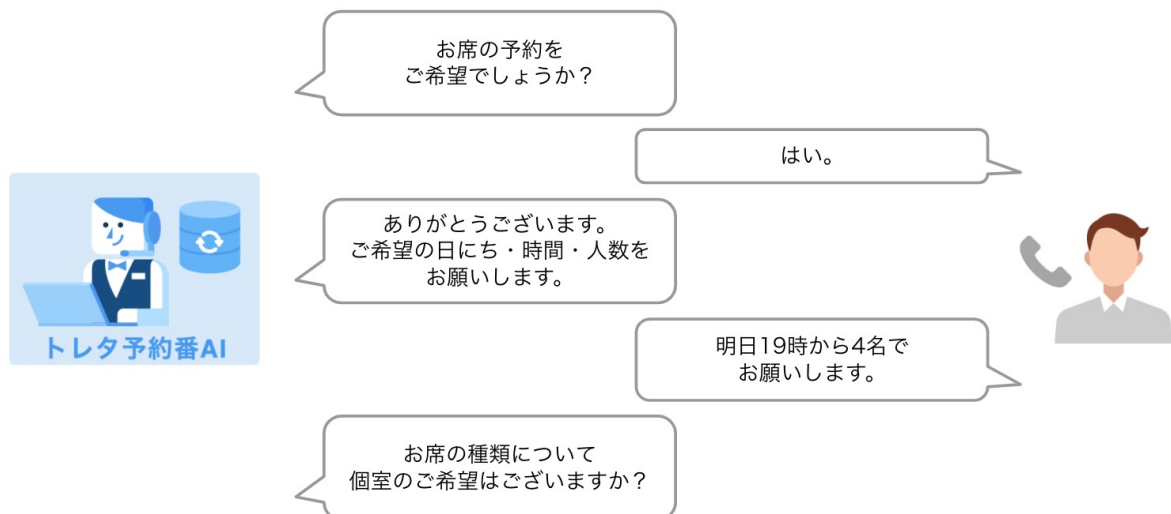 お席の予約を
ご希望でしょうか？
はい。
ありがとうございます。
ご希望の日にち・時間・人数を
お願いします。
トレタ予約番AI
明日19時から4名で
お願いします。
お席の種類について
個室のご希望はございますか？